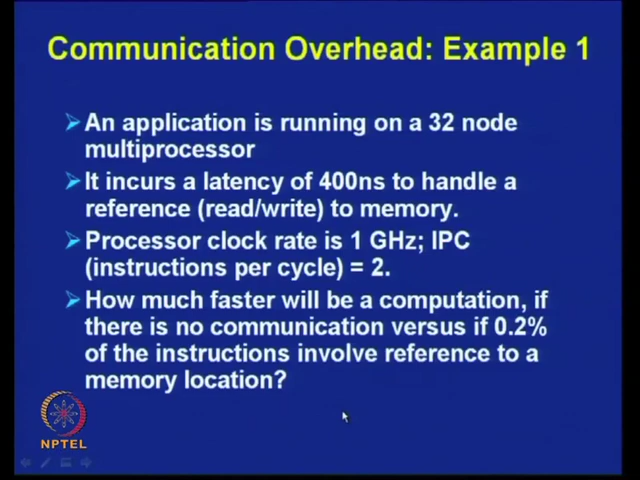 Communication Overhead: Example 1
An application is running on a 32 node
multiprocessor
It incurs a latency of 400ns to handle a
reference (read/write) to memory.
Processor clock rate is 1 GHz; IPC
(instructions per cycle) = 2.
How much faster will be a computation, if
there is no communication versus if 0.2%
of the instructions involve reference to a
memory location?
NPTEL